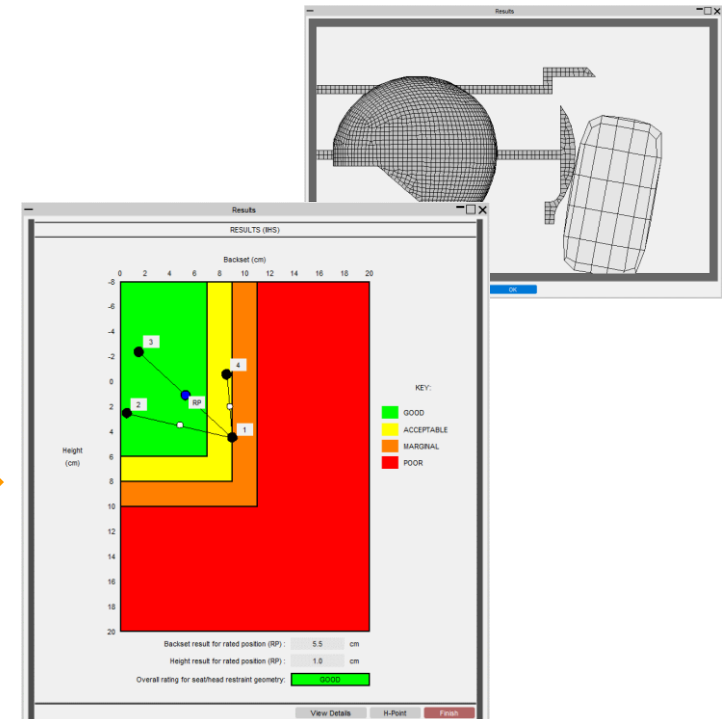 Results
OK
Results
RESULTS (IIHS)
Backset (cm)
0 2 4 6 8 10 12 14 16 18 20
-8
-6
-4
-2
0
2
4
6
8
10
12
14
16
18
20
Height
(cm)
3
4
2
RP
1
KEY:
GOOD
ACCEPTABLE
MARGINAL
POOR
Backset result for rated position (RP) : 5.5 cm
Height result for rated position (RP) : 1.0 cm
Overall rating for seat/head restraint geometry: GOOD
View Details H-Point Finish